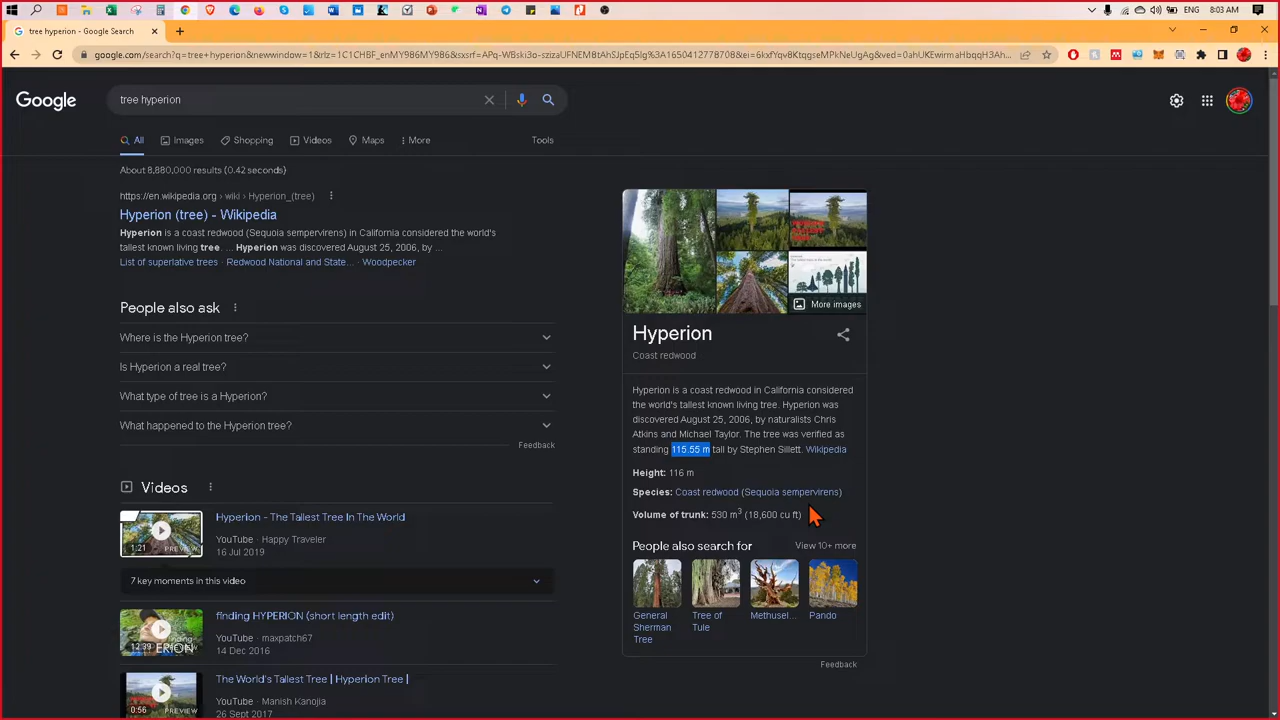 ENG
8:03 AM
tree hyperion - Google Search
google.com/search?q=tree+hyperion&newwindow=1&rlz=1C1CHBF_enMY986MY986&sxsrf=
Google
tree hyperion
All
Images
Shopping
Videos
Maps
More
Tools
About 8,880,000 results (0.42 seconds)
https://en.wikipedia.org › wiki › Hyperion_(tree)
Hyperion (tree) - Wikipedia
Hyperion is a coast redwood (Sequoia sempervirens) in California considered the world's
tallest known living tree. ... Hyperion was discovered August 25, 2006, by ...
List of superlative trees · Redwood National and State... · Woodpecker
People also ask
Where is the Hyperion tree?
Is Hyperion a real tree?
What type of tree is a Hyperion?
What happened to the Hyperion tree?
Feedback
Videos
Hyperion - The Tallest Tree In The World
YouTube · Happy Traveler
16 Jul 2019
1:21
PREVIEW
7 key moments in this video
finding HYPERION (short length edit)
YouTube · maxpatch67
14 Dec 2016
12:39
PREVIEW
The World's Tallest Tree | Hyperion Tree |
YouTube · Manish Kanojia
26 Sept 2017
0:56
PREVIEW
More images
Hyperion
Coast redwood
Hyperion is a coast redwood in California considered
the world's tallest known living tree. Hyperion was
discovered August 25, 2006, by naturalists Chris
Atkins and Michael Taylor. The tree was verified as
standing 115.55 m tall by Stephen Sillett. Wikipedia
Height: 116 m
Species: Coast redwood (Sequoia sempervirens)
Volume of trunk: 530 m³ (18,600 cu ft)
People also search for
View 10+ more
General
Sherman
Tree
Tree of
Tule
Methusel...
Pando
Feedback